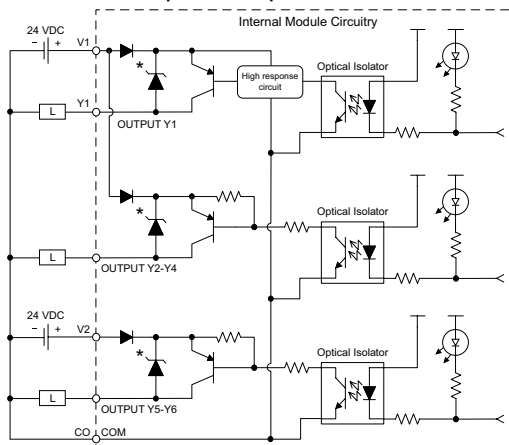 Internal Module Circuitry
24 VDC
− +
V1
*
High response
circuit
Optical Isolator
Y1
L
OUTPUT Y1
Optical Isolator
*
L
OUTPUT Y2-Y4
24 VDC
− +
V2
*
Optical Isolator
L
OUTPUT Y5-Y6
CO
COM